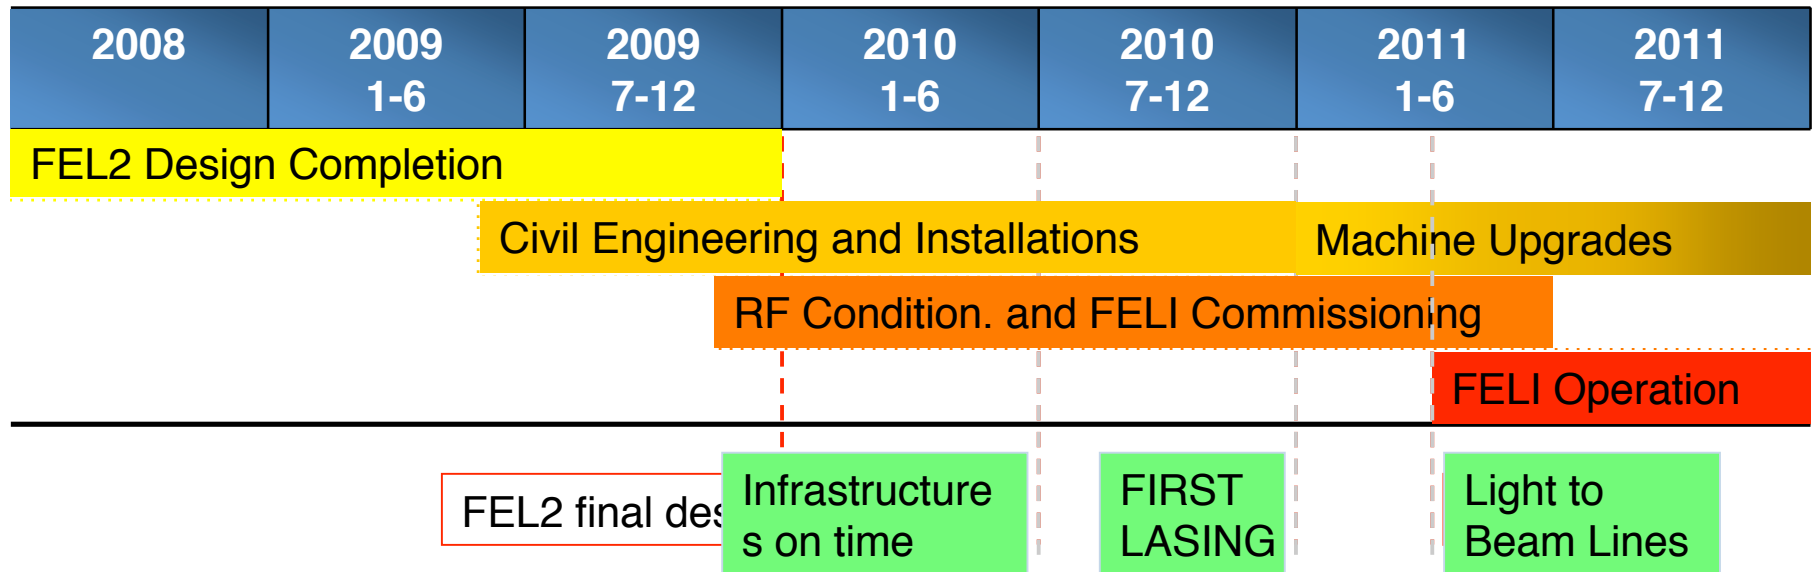 2008
2009
1-6
2009
7-12
2010
1-6
2010
7-12
2011
1-6
2011
7-12
FEL2 Design Completion
Civil Engineering and Installations
Machine Upgrades
RF Condition. and FELI Commissioning
FELI Operation
FEL2 final des
Infrastructure
s on time
FIRST
LASING
Light to
Beam Lines